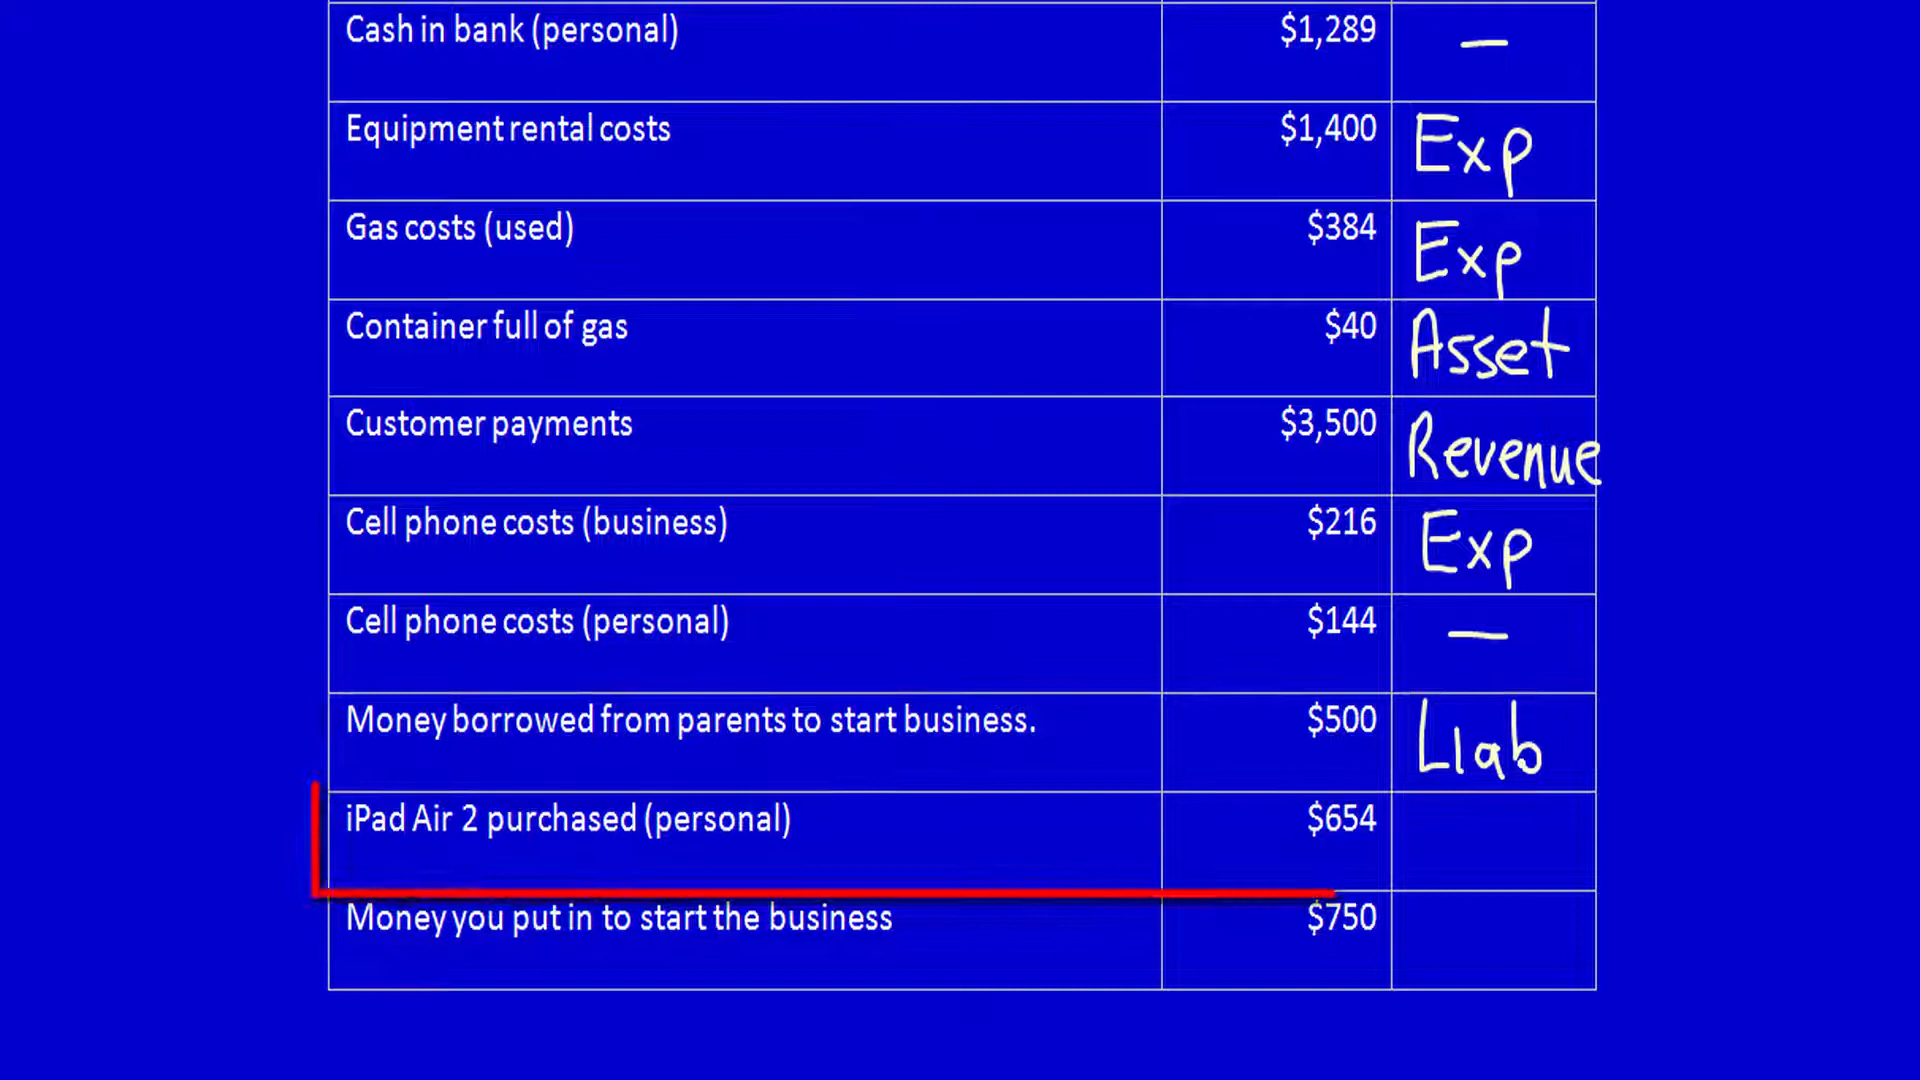 Cash in bank (personal) $1,289 —
Equipment rental costs $1,400 Exp
Gas costs (used) $384 Exp
Container full of gas $40 Asset
Customer payments $3,500 Revenue
Cell phone costs (business) $216 Exp
Cell phone costs (personal) $144 —
Money borrowed from parents to start business. $500 Liab
iPad Air 2 purchased (personal) $654
Money you put in to start the business $750